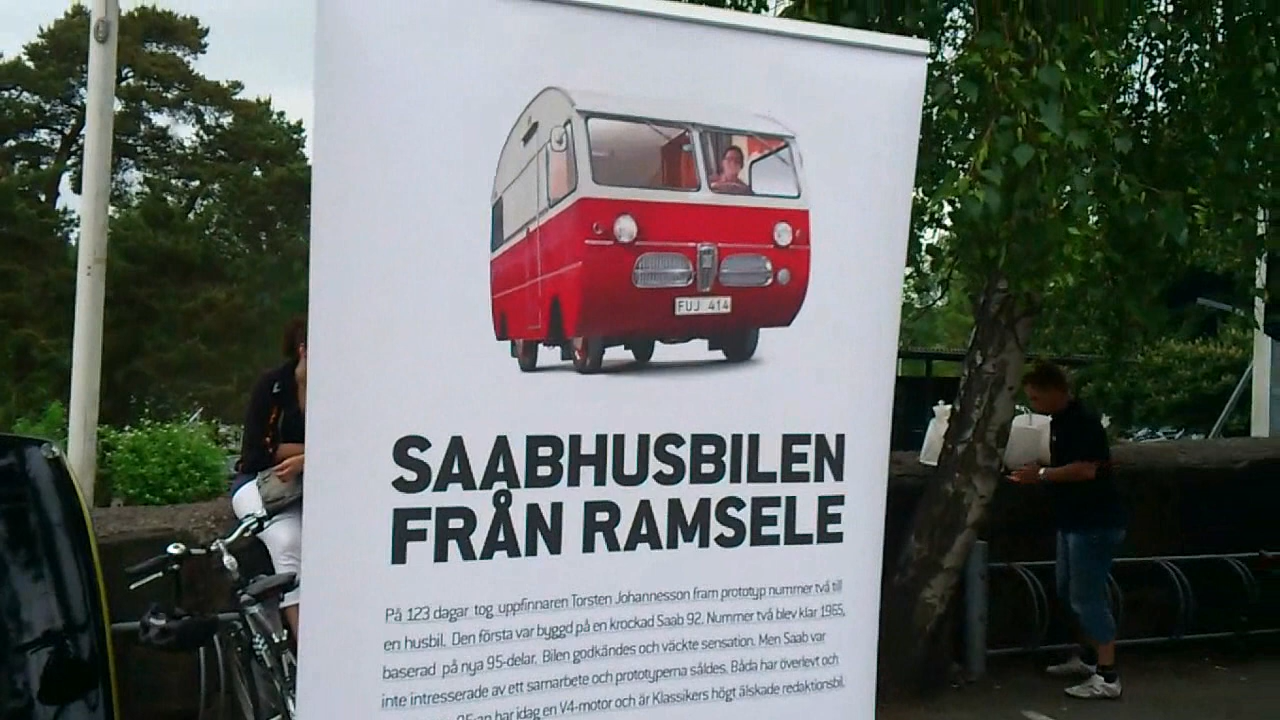 FUJ 414
SAABHUSBILEN
FRÅN RAMSELE
På 123 dagar tog uppfinnaren Torsten Johannesson fram prototyp nummer två till
en husbil. Den första var byggd på en krockad Saab 92. Nummer två blev klar 1965,
baserad på nya 95-delar. Bilen godkändes och väckte sensation. Men Saab var
inte intresserade av ett samarbete och prototyperna såldes. Båda har överlevt och
95:an har idag en V4-motor och är Klassikers högt älskade redaktionsbil.